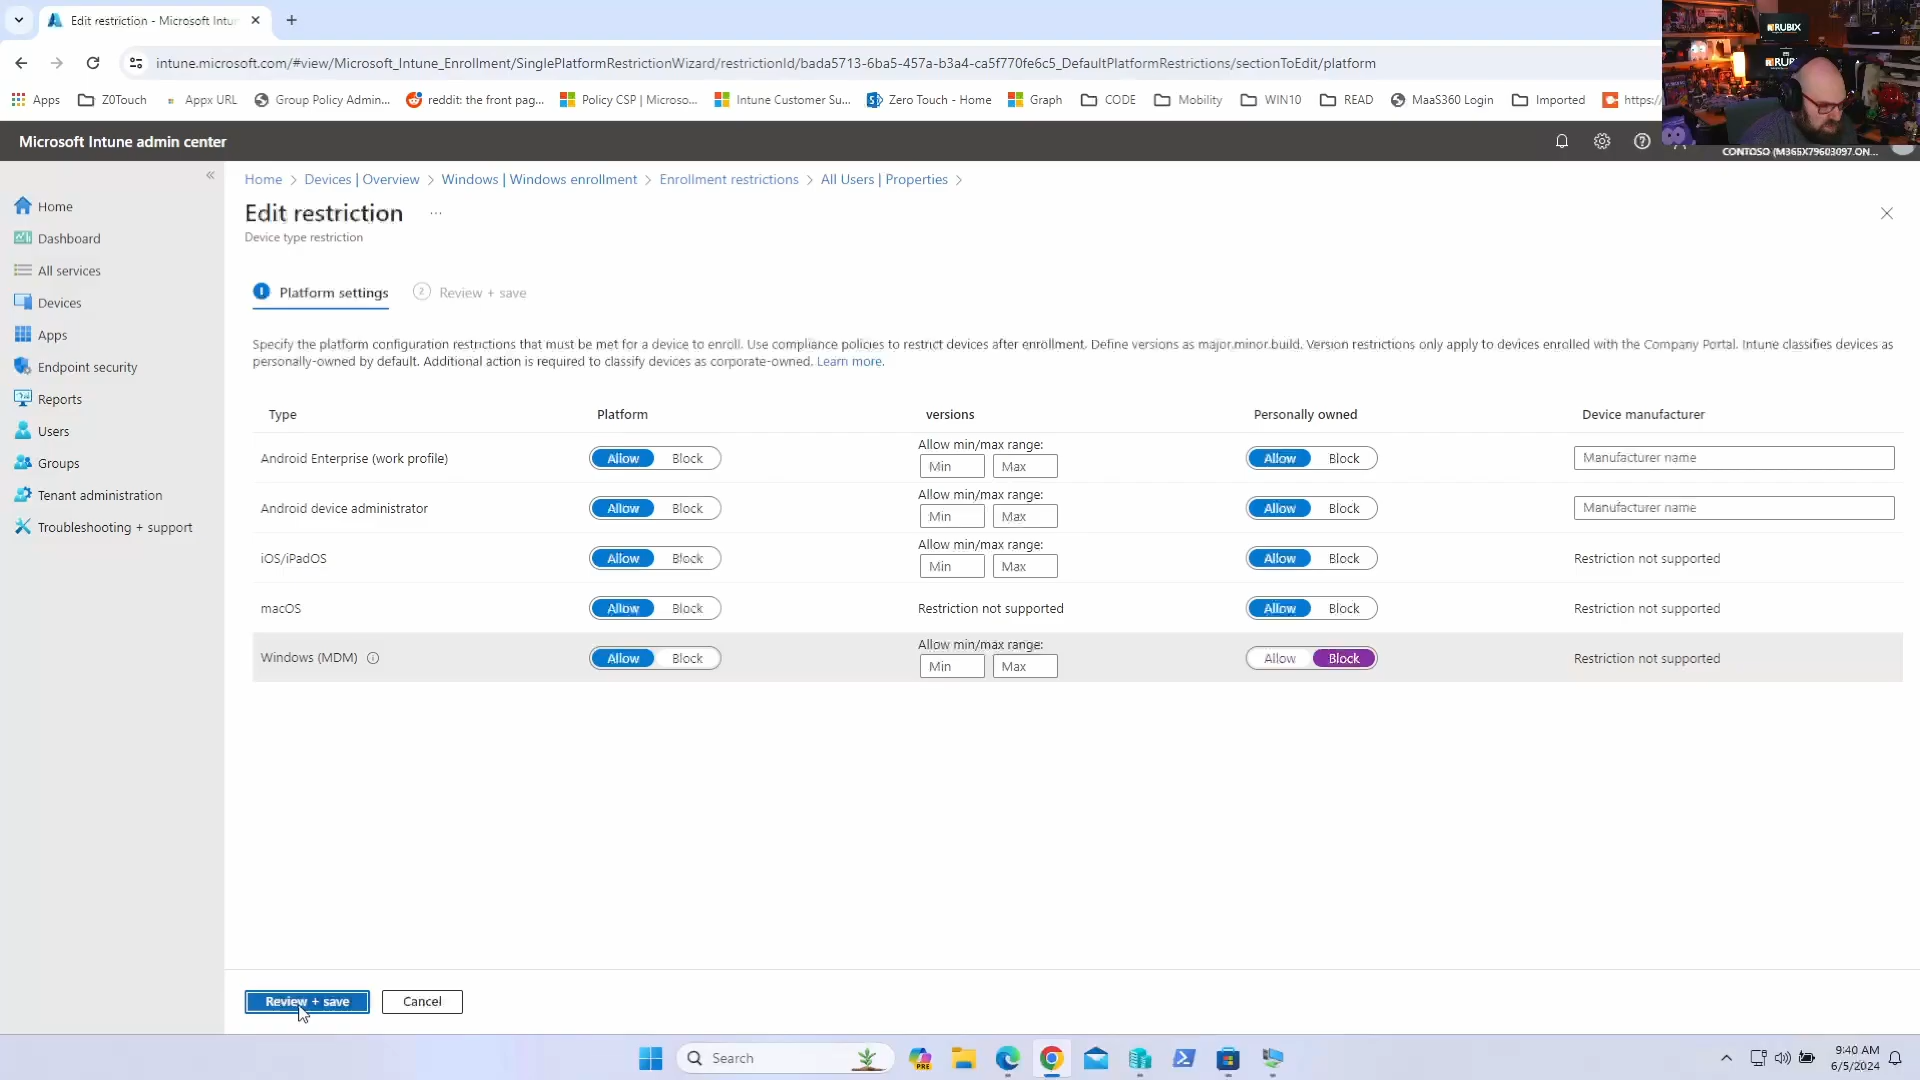 Edit restriction - Microsoft Intun
intune.microsoft.com/#view/Microsoft_Intune_Enrollment/SinglePlatformRestrictionWizard/restrictionId/bada5713-6ba5-457a-b3a4-ca5f770fe6c5_DefaultPlatformRestrictions/sectionToEdit/platform
Apps Z0Touch Appx URL Group Policy Admin... reddit: the front pag... Policy CSP | Microso... Intune Customer Su... Zero Touch - Home Graph CODE Mobility WIN10 READ MaaS360 Login Imported https:/
RUBIX
Microsoft Intune admin center
CONTOSO (M365X79603097.ON...
Home > Devices | Overview > Windows | Windows enrollment > Enrollment restrictions > All Users | Properties >
Edit restriction ...
Device type restriction
Home
Dashboard
All services
Devices
Apps
Endpoint security
Reports
Users
Groups
Tenant administration
Troubleshooting + support
1 Platform settings 2 Review + save
Specify the platform configuration restrictions that must be met for a device to enroll. Use compliance policies to restrict devices after enrollment. Define versions as major.minor.build. Version restrictions only apply to devices enrolled with the Company Portal. Intune classifies devices as
personally-owned by default. Additional action is required to classify devices as corporate-owned. Learn more.
Type Platform versions Personally owned Device manufacturer
Allow min/max range:
Android Enterprise (work profile) Allow Block Min Max Allow Block Manufacturer name
Allow min/max range:
Android device administrator Allow Block Min Max Allow Block Manufacturer name
Allow min/max range:
iOS/iPadOS Allow Block Min Max Allow Block Restriction not supported
macOS Allow Block Restriction not supported Allow Block Restriction not supported
Allow min/max range:
Windows (MDM) Allow Block Min Max Allow Block Restriction not supported
Review + save Cancel
Search
PRE
9:40 AM
6/5/2024